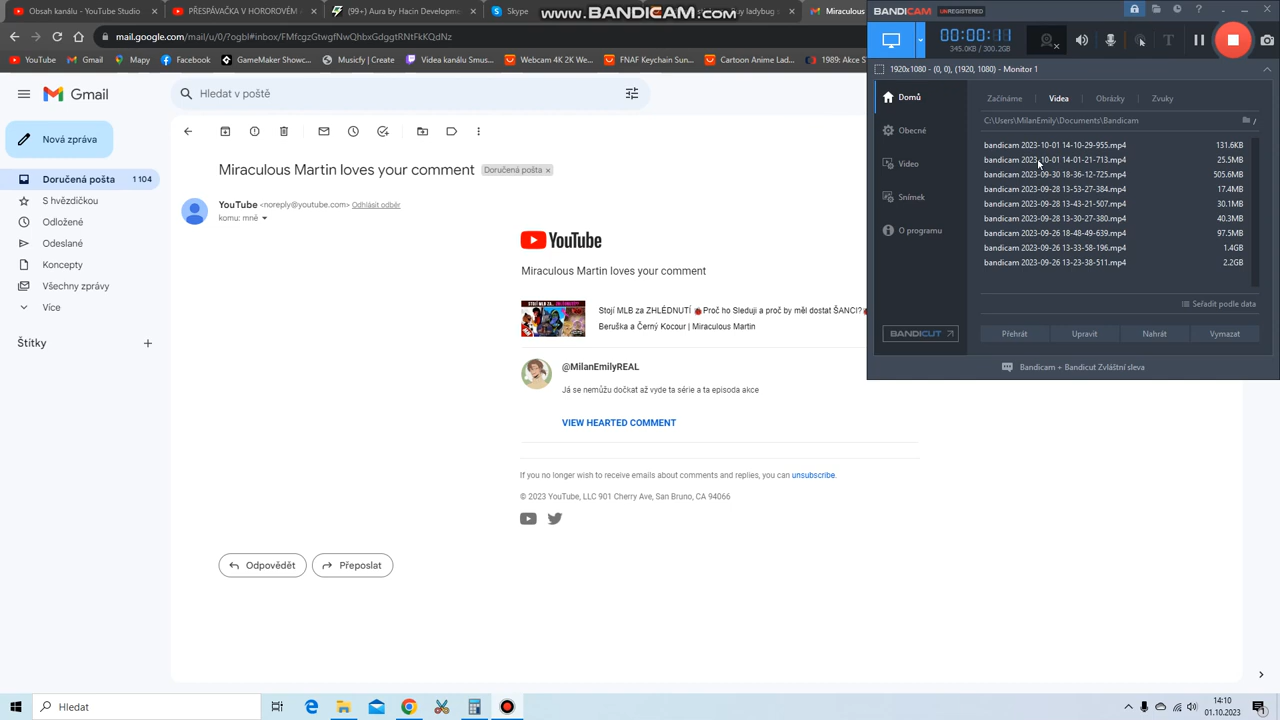 Obsah kanálu - YouTube Studio
PŘESPÁVAČKA V HOROROVÉM
(99+) Aura by Hacin Developmen
Skype
www.BANDICAM.com
uy ladybug
Miraculous
mail.google.com/mail/u/0/?ogbl#inbox/FMfcgzGtwgfNwQhbxGdggtRNtFkKQdNz
YouTube
Gmail
Mapy
Facebook
GameMaker Showc...
Musicfy | Create
Video kanálu Sun...
Webcam 4K 2K We...
FNAF Keychain Sun...
Cartoon Anime Lad...
1989: Akce S
BANDICAM UNREGISTERED
00:00:11
345.0KB / 300.2GB
1920x1080 - (0, 0), (1920, 1080) - Monitor 1
Domů
Obecné
Video
Snímek
O programu
BANDICUT
Začínáme
Videa
Obrázky
Zvuky
C:\Users\MilanEmily\Documents\Bandicam
bandicam 2023-10-01 14-10-29-955.mp4 131.6KB
bandicam 2023-10-01 14-01-21-713.mp4 25.5MB
bandicam 2023-09-30 18-36-12-725.mp4 505.6MB
bandicam 2023-09-28 13-53-27-384.mp4 17.4MB
bandicam 2023-09-28 13-43-21-507.mp4 30.1MB
bandicam 2023-09-28 13-30-27-380.mp4 40.3MB
bandicam 2023-09-26 18-48-49-639.mp4 97.5MB
bandicam 2023-09-26 13-33-58-196.mp4 1.4GB
bandicam 2023-09-26 13-23-38-511.mp4 2.2GB
Seřadit podle data
Přehrát
Upravit
Nahrát
Vymazat
Bandicam + Bandicut Zvláštní sleva
Gmail
Hledat v poště
Nová zpráva
Doručená pošta 1 104
S hvězdičkou
Odložené
Odeslané
Koncepty
Všechny zprávy
Více
Štítky
Miraculous Martin loves your comment
Doručená pošta
YouTube <noreply@youtube.com> Odhlásit odběr
komu: mně
YouTube
Miraculous Martin loves your comment
Stojí MLB za ZHLÉDNUTÍ 🐞Proč ho Sleduji a proč by měl dostat ŠANCI!?
Beruška a Černý Kocour | Miraculous Martin
@MilanEmilyREAL
Já se nemůžu dočkat až vyde ta série a ta episoda akce
VIEW HEARTED COMMENT
If you no longer wish to receive emails about comments and replies, you can unsubscribe.
© 2023 YouTube, LLC 901 Cherry Ave, San Bruno, CA 94066
Odpovědět
Přeposlat
Hledat
14:10
01.10.2023